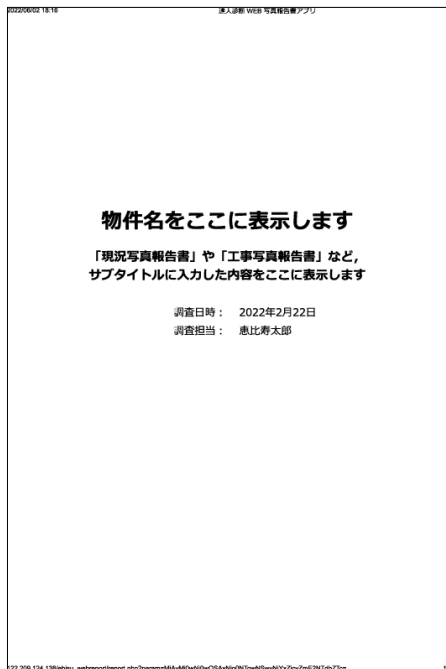 2022/06/02 18:16
達人診断 WEB 写真報告書アプリ
物件名をここに表示します
「現況写真報告書」や「工事写真報告書」など，
サブタイトルに入力した内容をここに表示します
調査日時： 2022年2月22日
調査担当： 恵比寿太郎